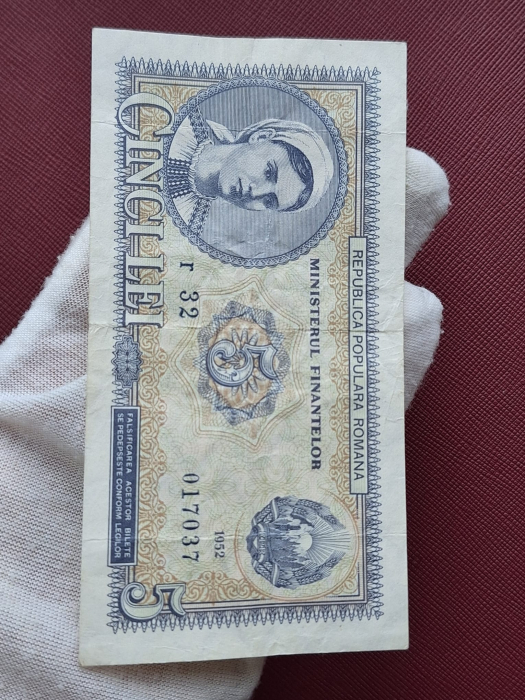 REPUBLICA POPULARA ROMANA
MINISTERUL FINANTELOR
5
r 32
017037
1952
CINCI LEI
FALSIFICAREA ACESTOR BILETE
SE PEDEPSESTE CONFORM LEGILOR
5